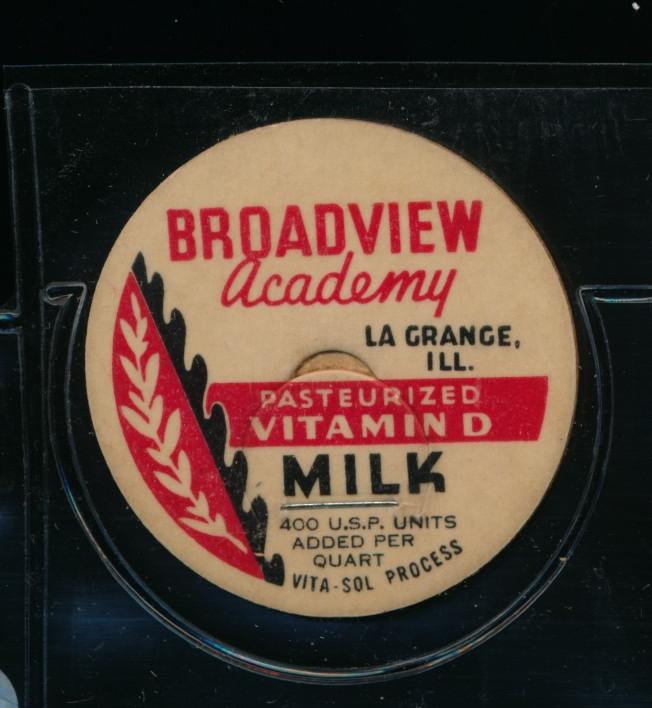 BROADVIEW
Academy
LA GRANGE,
ILL.
PASTEURIZED
VITAMIN D
MILK
400 U.S.P. UNITS
ADDED PER
QUART
VITA-SOL PROCESS